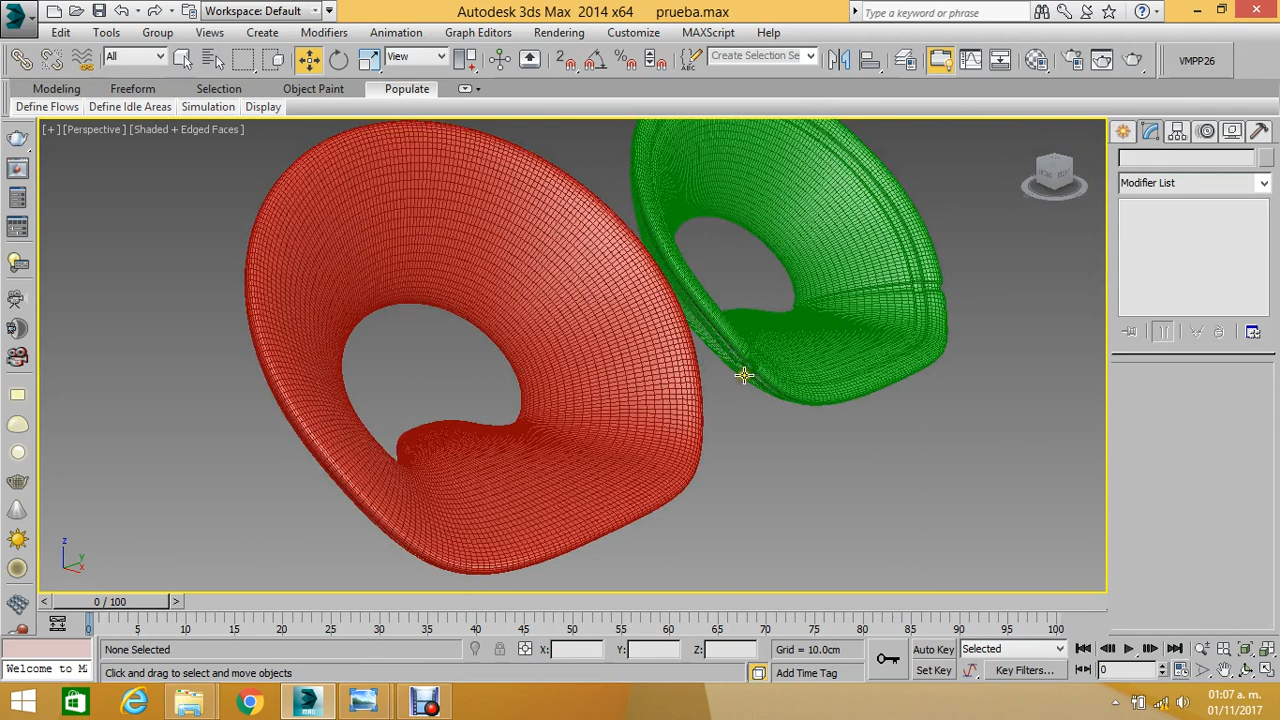 Workspace: Default
Autodesk 3ds Max 2014 x64 prueba.max
Type a keyword or phrase
MAX
Edit Tools Group Views Create Modifiers Animation Graph Editors Rendering Customize MAXScript Help
All View Create Selection Se VMPP26
Modeling Freeform Selection Object Paint Populate
Define Flows Define Idle Areas Simulation Display
[+] [Perspective] [Shaded + Edged Faces]
Modifier List
z
y
x
< 0 / 100 >
0 5 10 15 20 25 30 35 40 45 50 55 60 65 70 75 80 85 90 95 100
None Selected X: Y: Z: Grid = 10.0cm Auto Key Selected
Welcome to M Click and drag to select and move objects Add Time Tag Set Key Key Filters... 0
01:07 a. m.
01/11/2017